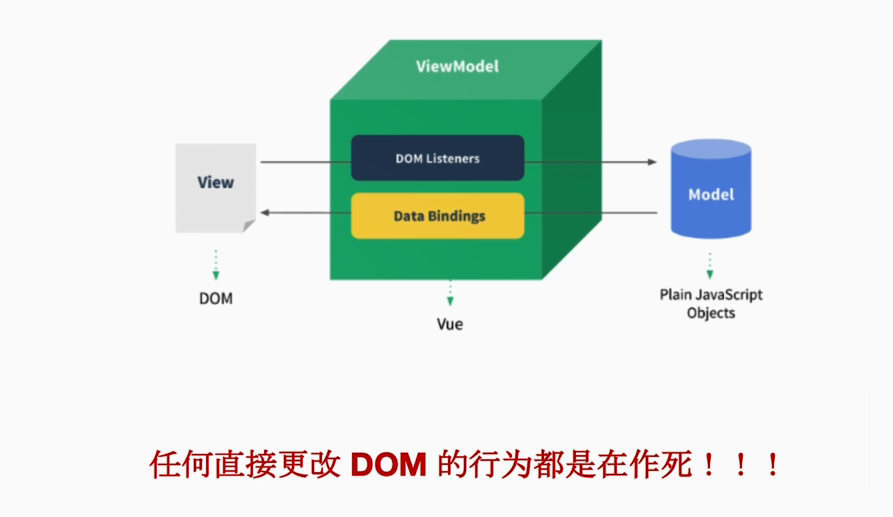 ViewModel
DOM Listeners
View
Model
Data Bindings
DOM
Plain JavaScript
Objects
Vue
任何直接更改 DOM 的行为都是在作死！！！